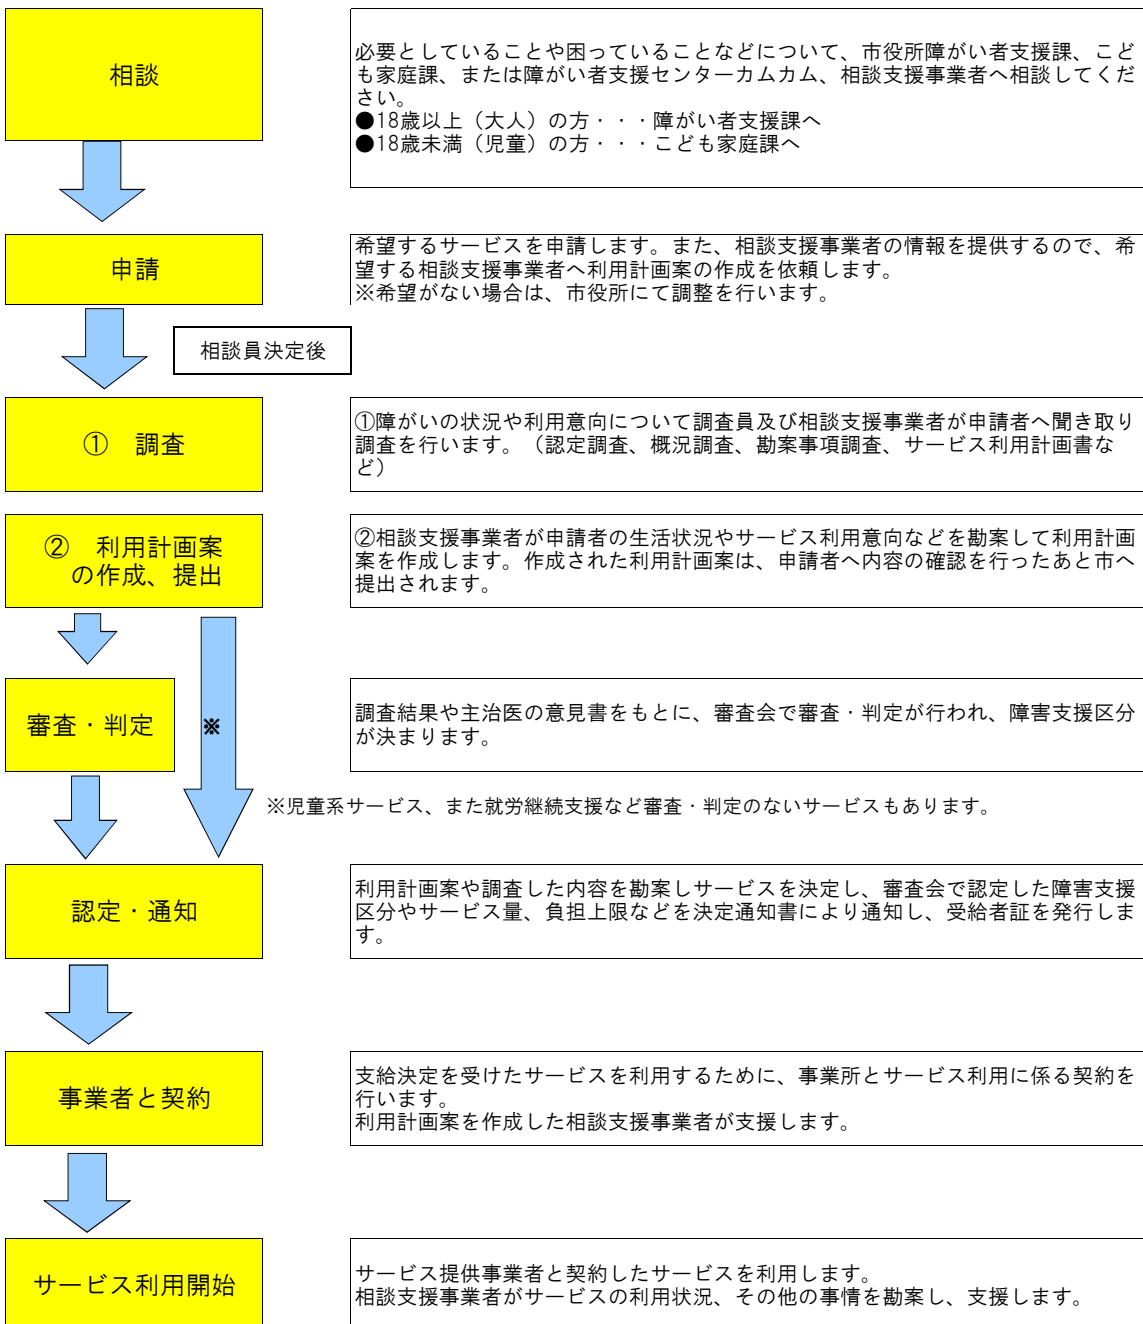 相談
必要としていることや困っていることなどについて、市役所障がい者支援課、こど
も家庭課、または障がい者支援センターカムカム、相談支援事業者へ相談してくだ
さい。
●18歳以上（大人）の方・・・障がい者支援課へ
●18歳未満（児童）の方・・・こども家庭課へ
申請
希望するサービスを申請します。また、相談支援事業者の情報を提供するので、希
望する相談支援事業者へ利用計画案の作成を依頼します。
※希望がない場合は、市役所にて調整を行います。
相談員決定後
①　調査
①障がいの状況や利用意向について調査員及び相談支援事業者が申請者へ聞き取り
調査を行います。（認定調査、概況調査、勘案事項調査、サービス利用計画書な
ど）
②　利用計画案
の作成、提出
②相談支援事業者が申請者の生活状況やサービス利用意向などを勘案して利用計画
案を作成します。作成された利用計画案は、申請者へ内容の確認を行ったあと市へ
提出されます。
審査・判定
※
調査結果や主治医の意見書をもとに、審査会で審査・判定が行われ、障害支援区分
が決まります。
※児童系サービス、また就労継続支援など審査・判定のないサービスもあります。
認定・通知
利用計画案や調査した内容を勘案しサービスを決定し、審査会で認定した障害支援
区分やサービス量、負担上限などを決定通知書により通知し、受給者証を発行しま
す。
事業者と契約
支給決定を受けたサービスを利用するために、事業所とサービス利用に係る契約を
行います。
利用計画案を作成した相談支援事業者が支援します。
サービス利用開始
サービス提供事業者と契約したサービスを利用します。
相談支援事業者がサービスの利用状況、その他の事情を勘案し、支援します。